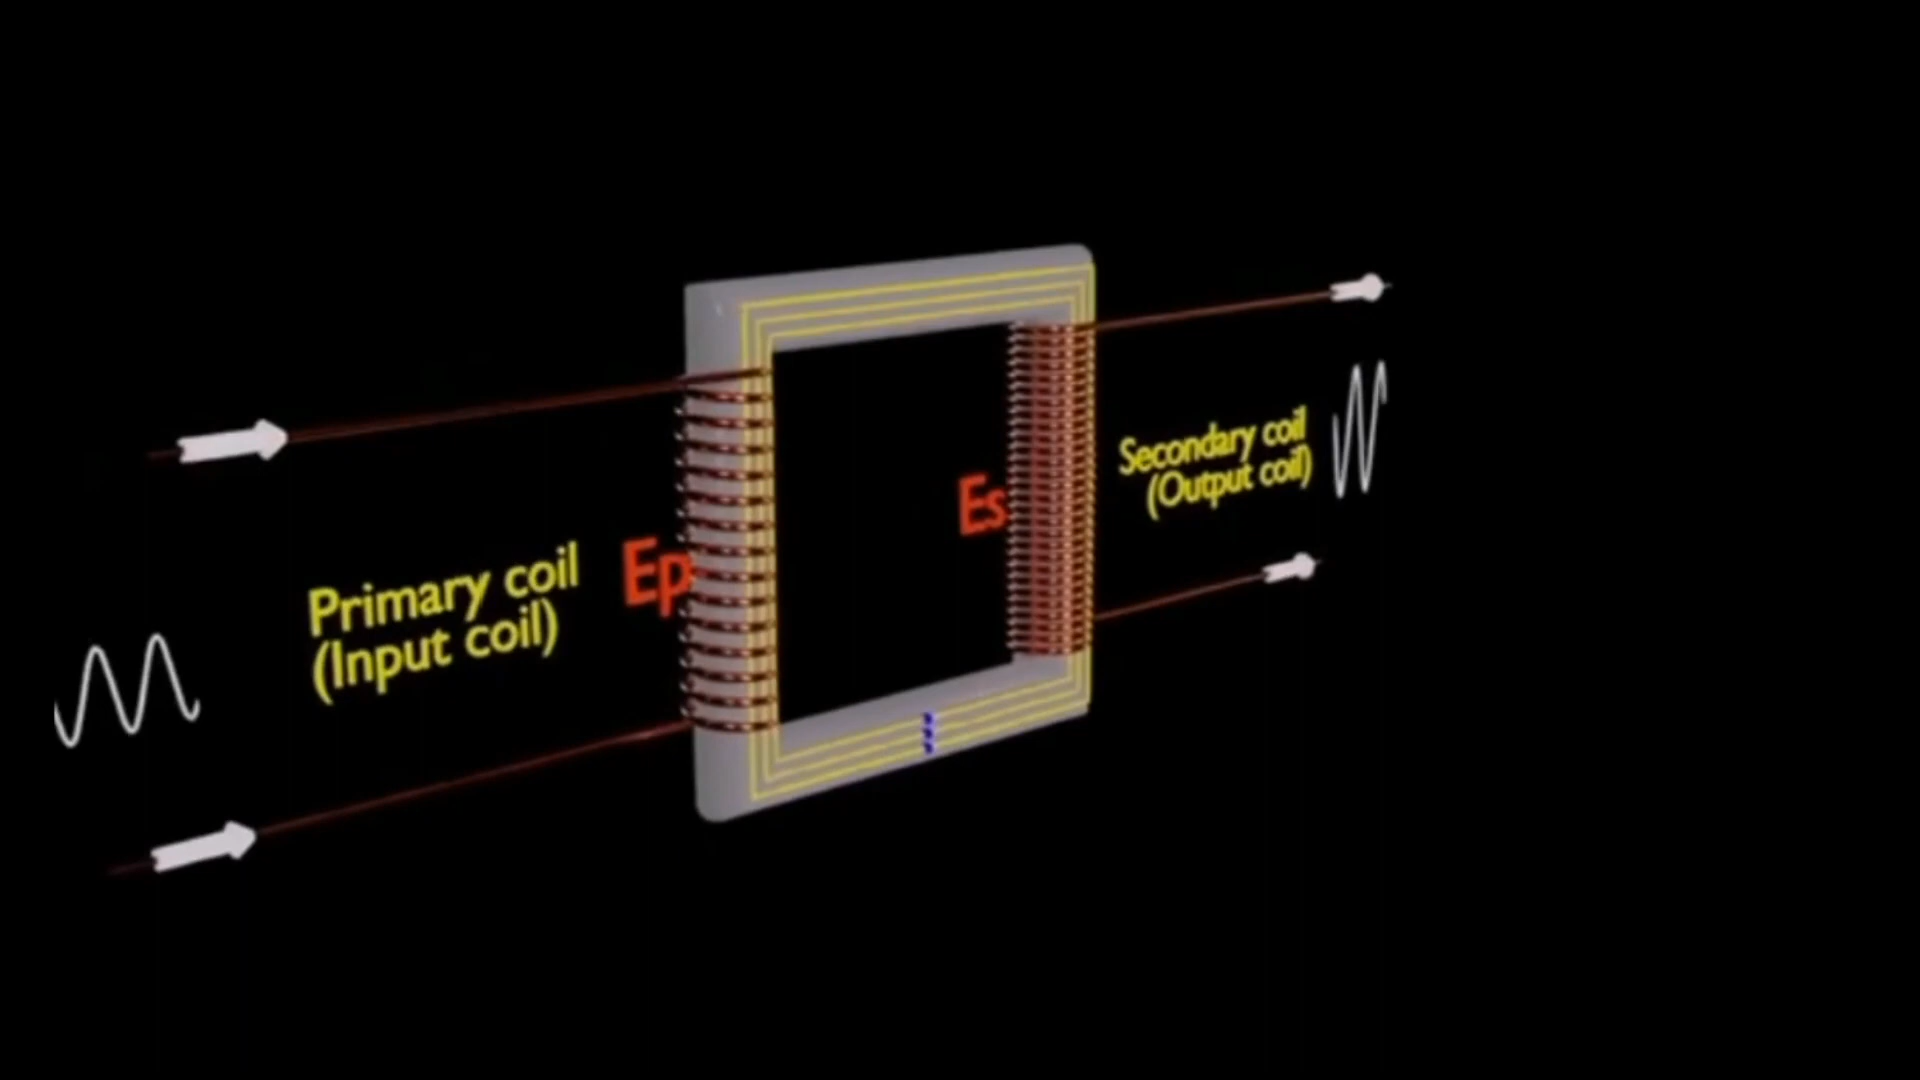 Primary coil
(Input coil)
Ep
Es
Secondary coil
(Output coil)